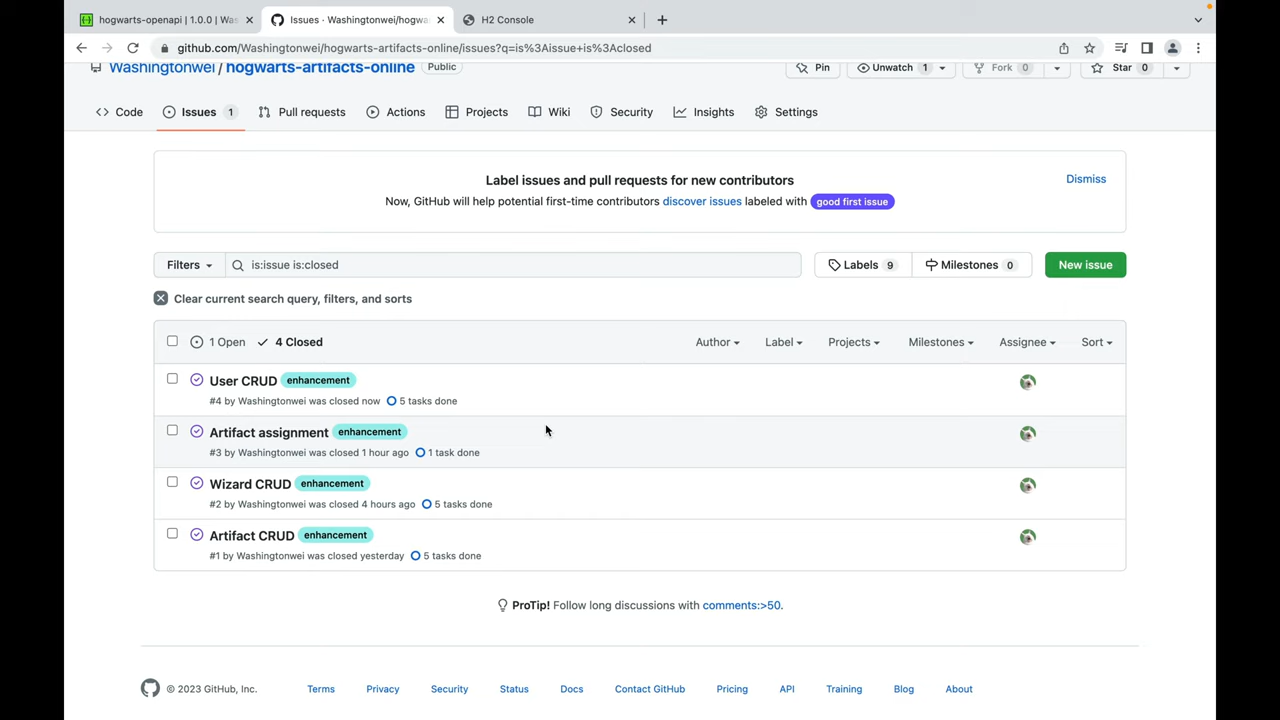 hogwarts-openapi | 1.0.0 | Was
Issues · Washingtonwei/hogwar
H2 Console
github.com/Washingtonwei/hogwarts-artifacts-online/issues?q=is%3Aissue+is%3Aclosed
Washingtonwei / hogwarts-artifacts-online Public
Pin
Unwatch 1
Fork 0
Star 0
Code
Issues 1
Pull requests
Actions
Projects
Wiki
Security
Insights
Settings
Label issues and pull requests for new contributors
Dismiss
Now, GitHub will help potential first-time contributors discover issues labeled with good first issue
Filters
is:issue is:closed
Labels 9
Milestones 0
New issue
Clear current search query, filters, and sorts
1 Open
4 Closed
Author
Label
Projects
Milestones
Assignee
Sort
User CRUD enhancement
#4 by Washingtonwei was closed now 5 tasks done
Artifact assignment enhancement
#3 by Washingtonwei was closed 1 hour ago 1 task done
Wizard CRUD enhancement
#2 by Washingtonwei was closed 4 hours ago 5 tasks done
Artifact CRUD enhancement
#1 by Washingtonwei was closed yesterday 5 tasks done
ProTip! Follow long discussions with comments:>50.
© 2023 GitHub, Inc.
Terms
Privacy
Security
Status
Docs
Contact GitHub
Pricing
API
Training
Blog
About